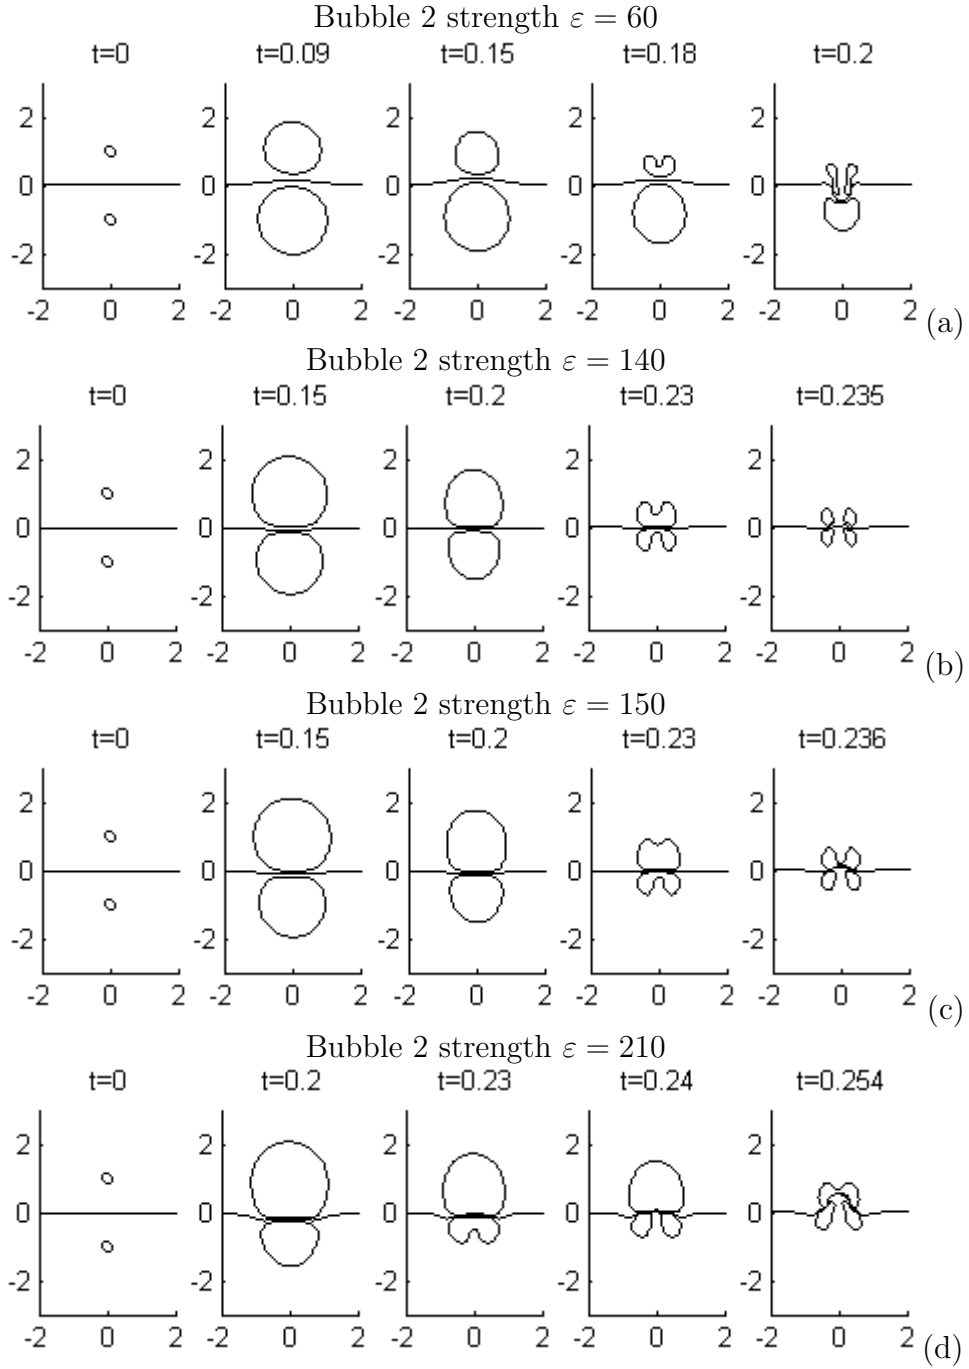 Bubble 2 strength ε = 60
t=0 t=0.09 t=0.15 t=0.18 t=0.2
2 2 2 2 2
0 0 0 0 0
-2 -2 -2 -2 -2
-2 0 2 -2 0 2 -2 0 2 -2 0 2 -2 0 2 (a)
Bubble 2 strength ε = 140
t=0 t=0.15 t=0.2 t=0.23 t=0.235
2 2 2 2 2
0 0 0 0 0
-2 -2 -2 -2 -2
-2 0 2 -2 0 2 -2 0 2 -2 0 2 -2 0 2 (b)
Bubble 2 strength ε = 150
t=0 t=0.15 t=0.2 t=0.23 t=0.236
2 2 2 2 2
0 0 0 0 0
-2 -2 -2 -2 -2
-2 0 2 -2 0 2 -2 0 2 -2 0 2 -2 0 2 (c)
Bubble 2 strength ε = 210
t=0 t=0.2 t=0.23 t=0.24 t=0.254
2 2 2 2 2
0 0 0 0 0
-2 -2 -2 -2 -2
-2 0 2 -2 0 2 -2 0 2 -2 0 2 -2 0 2 (d)